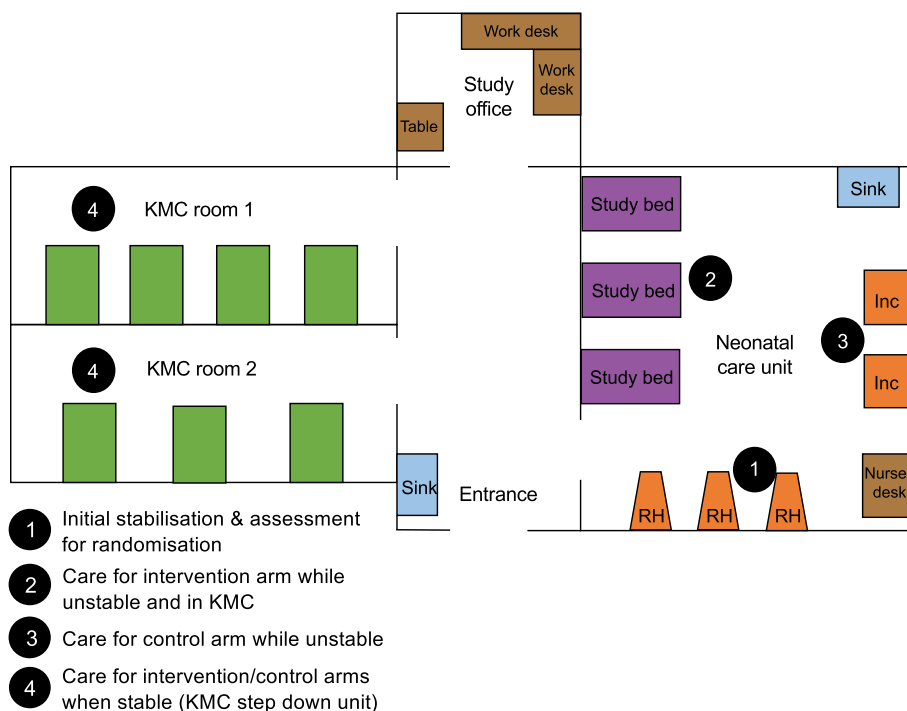 Work desk
Work
desk
Study
office
Table
4
KMC room 1
Study bed
Sink
2
Study bed
Inc
3
Neonatal
care unit
4
KMC room 2
Study bed
Inc
Sink
Entrance
1
RH
RH
RH
Nurse
desk
1
Initial stabilisation & assessment
for randomisation
2
Care for intervention arm while
unstable and in KMC
3
Care for control arm while unstable
4
Care for intervention/control arms
when stable (KMC step down unit)